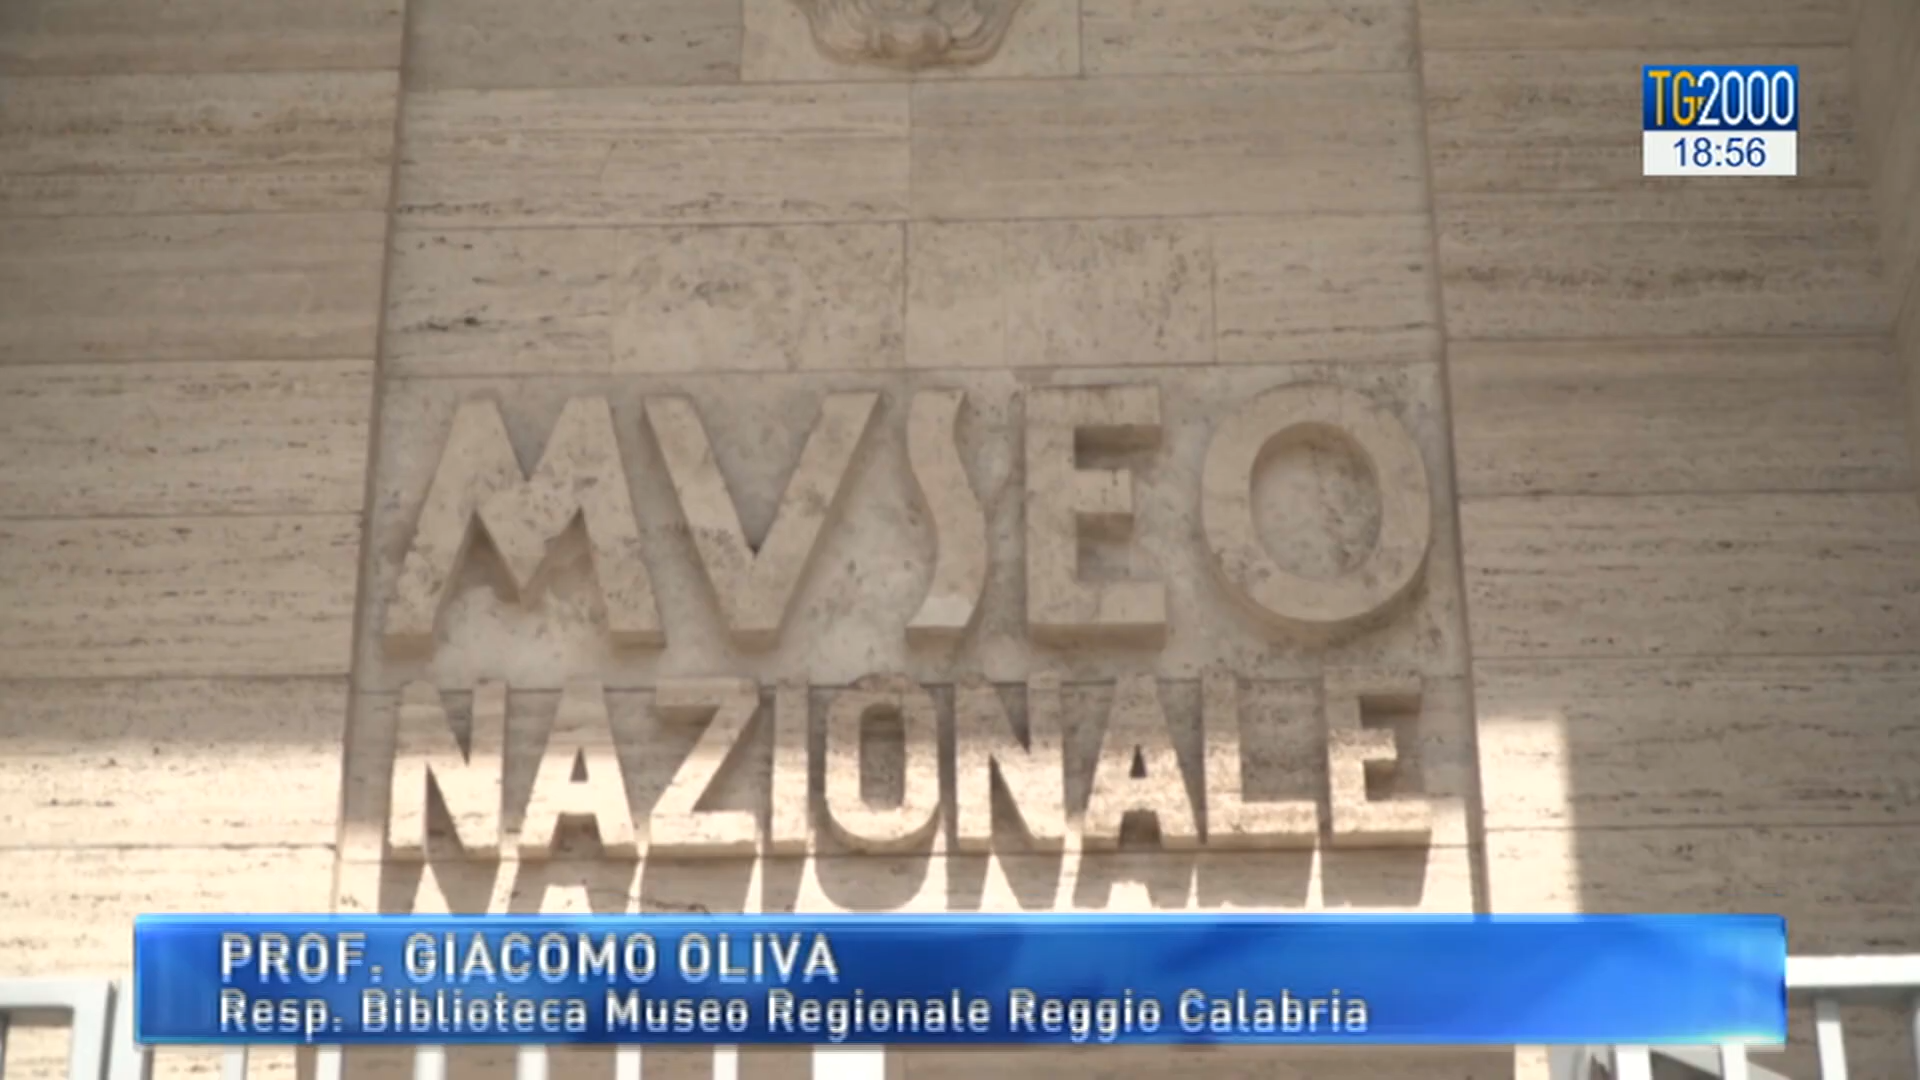 TG2000
18:56
MVSEO
NAZIONALE
PROF. GIACOMO OLIVA
Resp. Biblioteca Museo Regionale Reggio Calabria